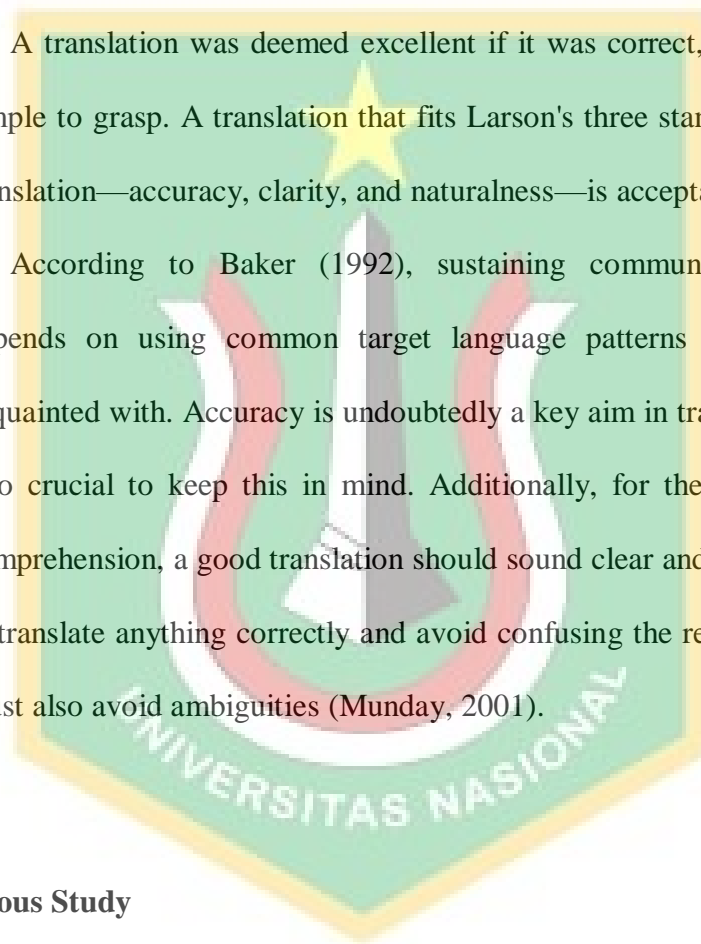 A translation was deemed excellent if it was correct,
mple to grasp. A translation that fits Larson's three star
nslation—accuracy, clarity, and naturalness—is accepta
According to Baker (1992), sustaining commun
pends on using common target language patterns
quainted with. Accuracy is undoubtedly a key aim in tra
o crucial to keep this in mind. Additionally, for the
mprehension, a good translation should sound clear and
translate anything correctly and avoid confusing the re
ust also avoid ambiguities (Munday, 2001).
UNIVERSITAS NASIONAL
ous Study